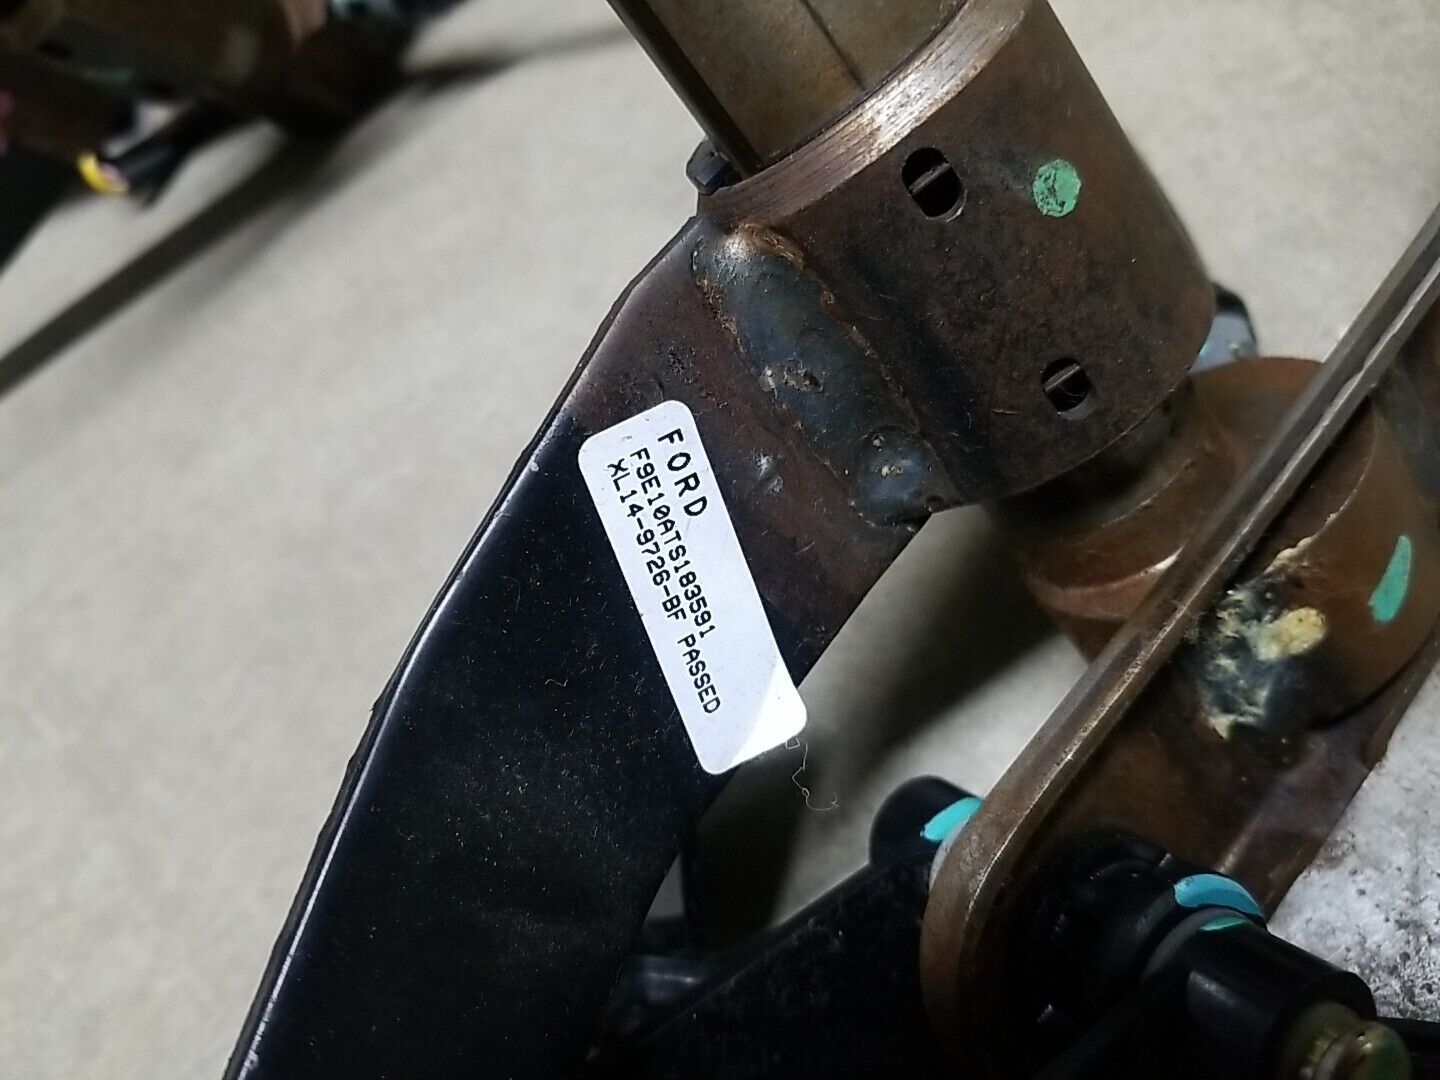 FORD
F9E10ATS183591
XL14-9726-BF PASSED